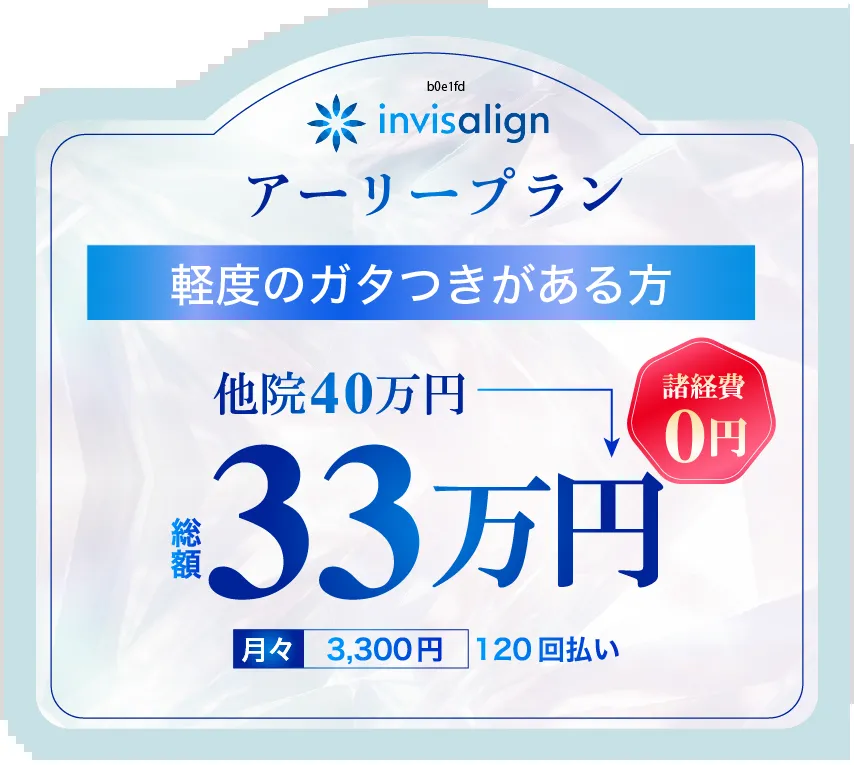 b0e1fd
invisalign
アーリープラン
軽度のガタつきがある方
他院40万円
諸経費
0円
総額
33万円
月々 3,300円 120回払い